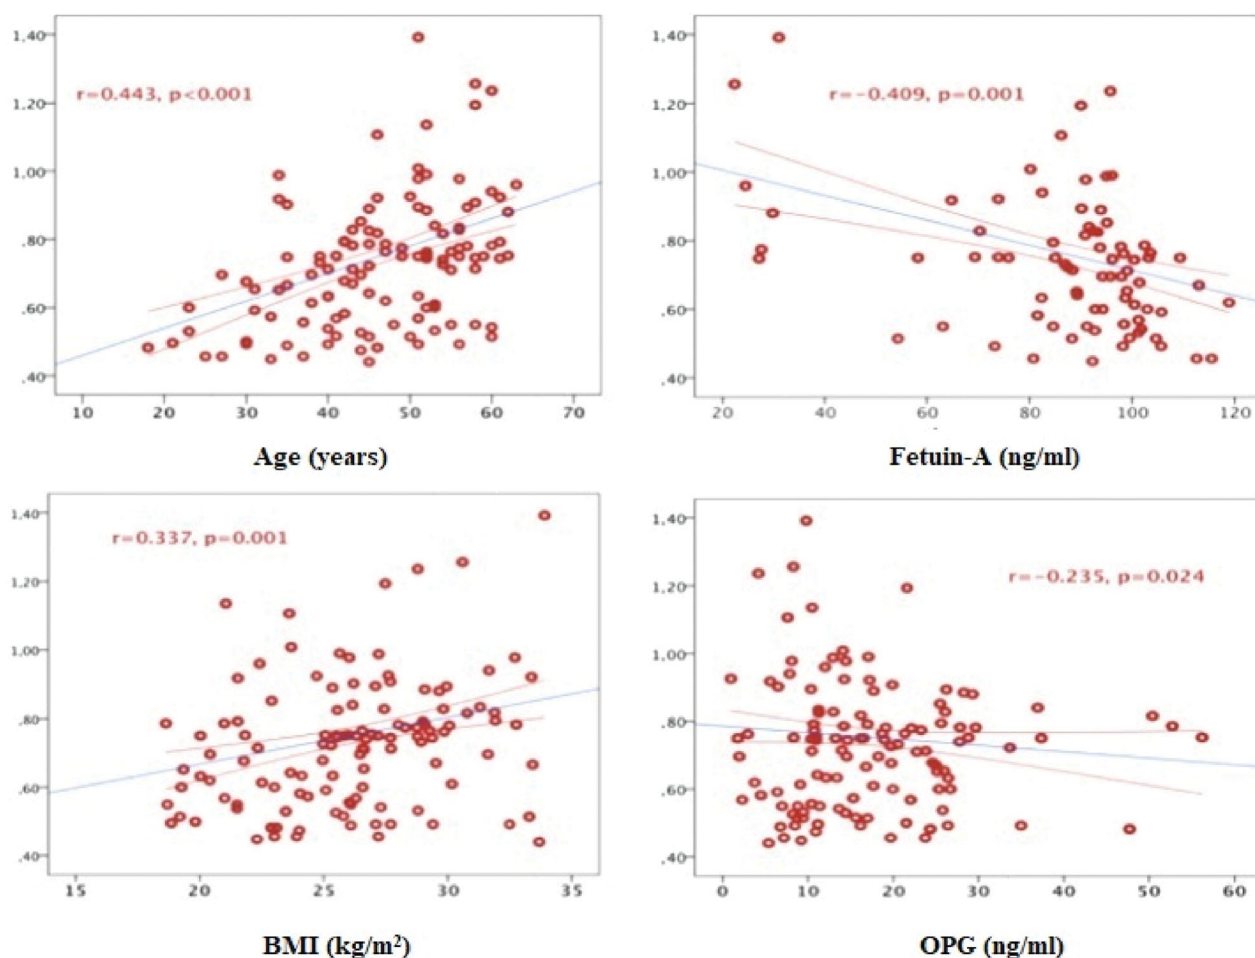 1,40
1,20
1,00
,80
,60
,40
r=0.443, p<0.001
10 20 30 40 50 60 70
Age (years)
1,40
1,20
1,00
,80
,60
,40
r=−0.409, p=0.001
20 40 60 80 100 120
Fetuin-A (ng/ml)
1,40
1,20
1,00
,80
,60
,40
r=0.337, p=0.001
15 20 25 30 35
BMI (kg/m²)
1,40
1,20
1,00
,80
,60
,40
r=−0.235, p=0.024
0 10 20 30 40 50 60
OPG (ng/ml)